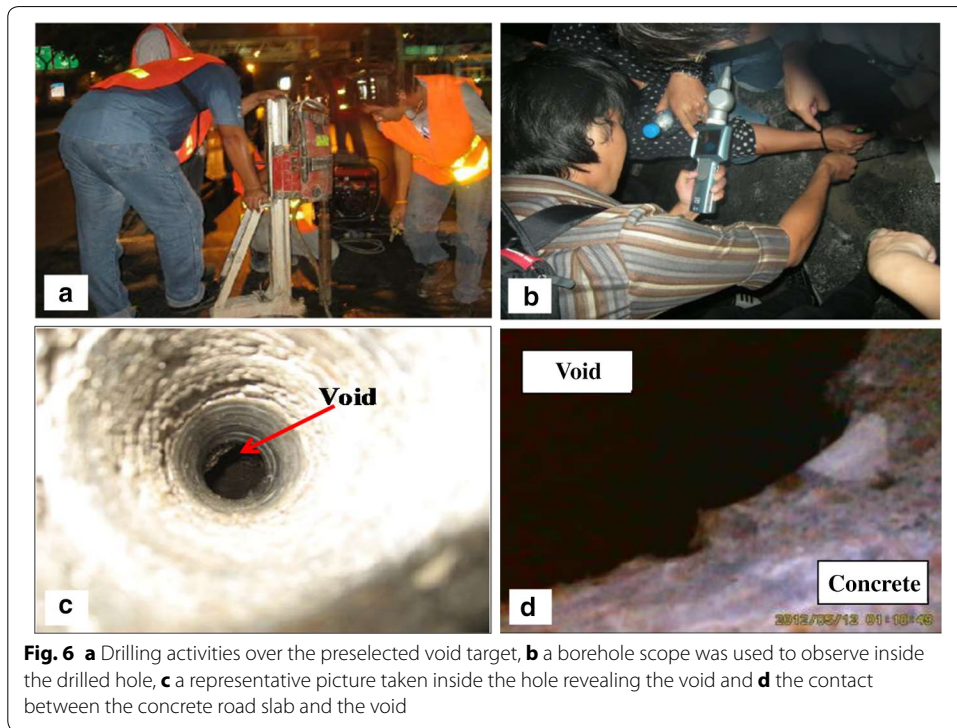 a
b
Void
c
Void
Concrete
d
2012/05/12 01:18:49
Fig. 6 a Drilling activities over the preselected void target, b a borehole scope was used to observe inside
the drilled hole, c a representative picture taken inside the hole revealing the void and d the contact
between the concrete road slab and the void